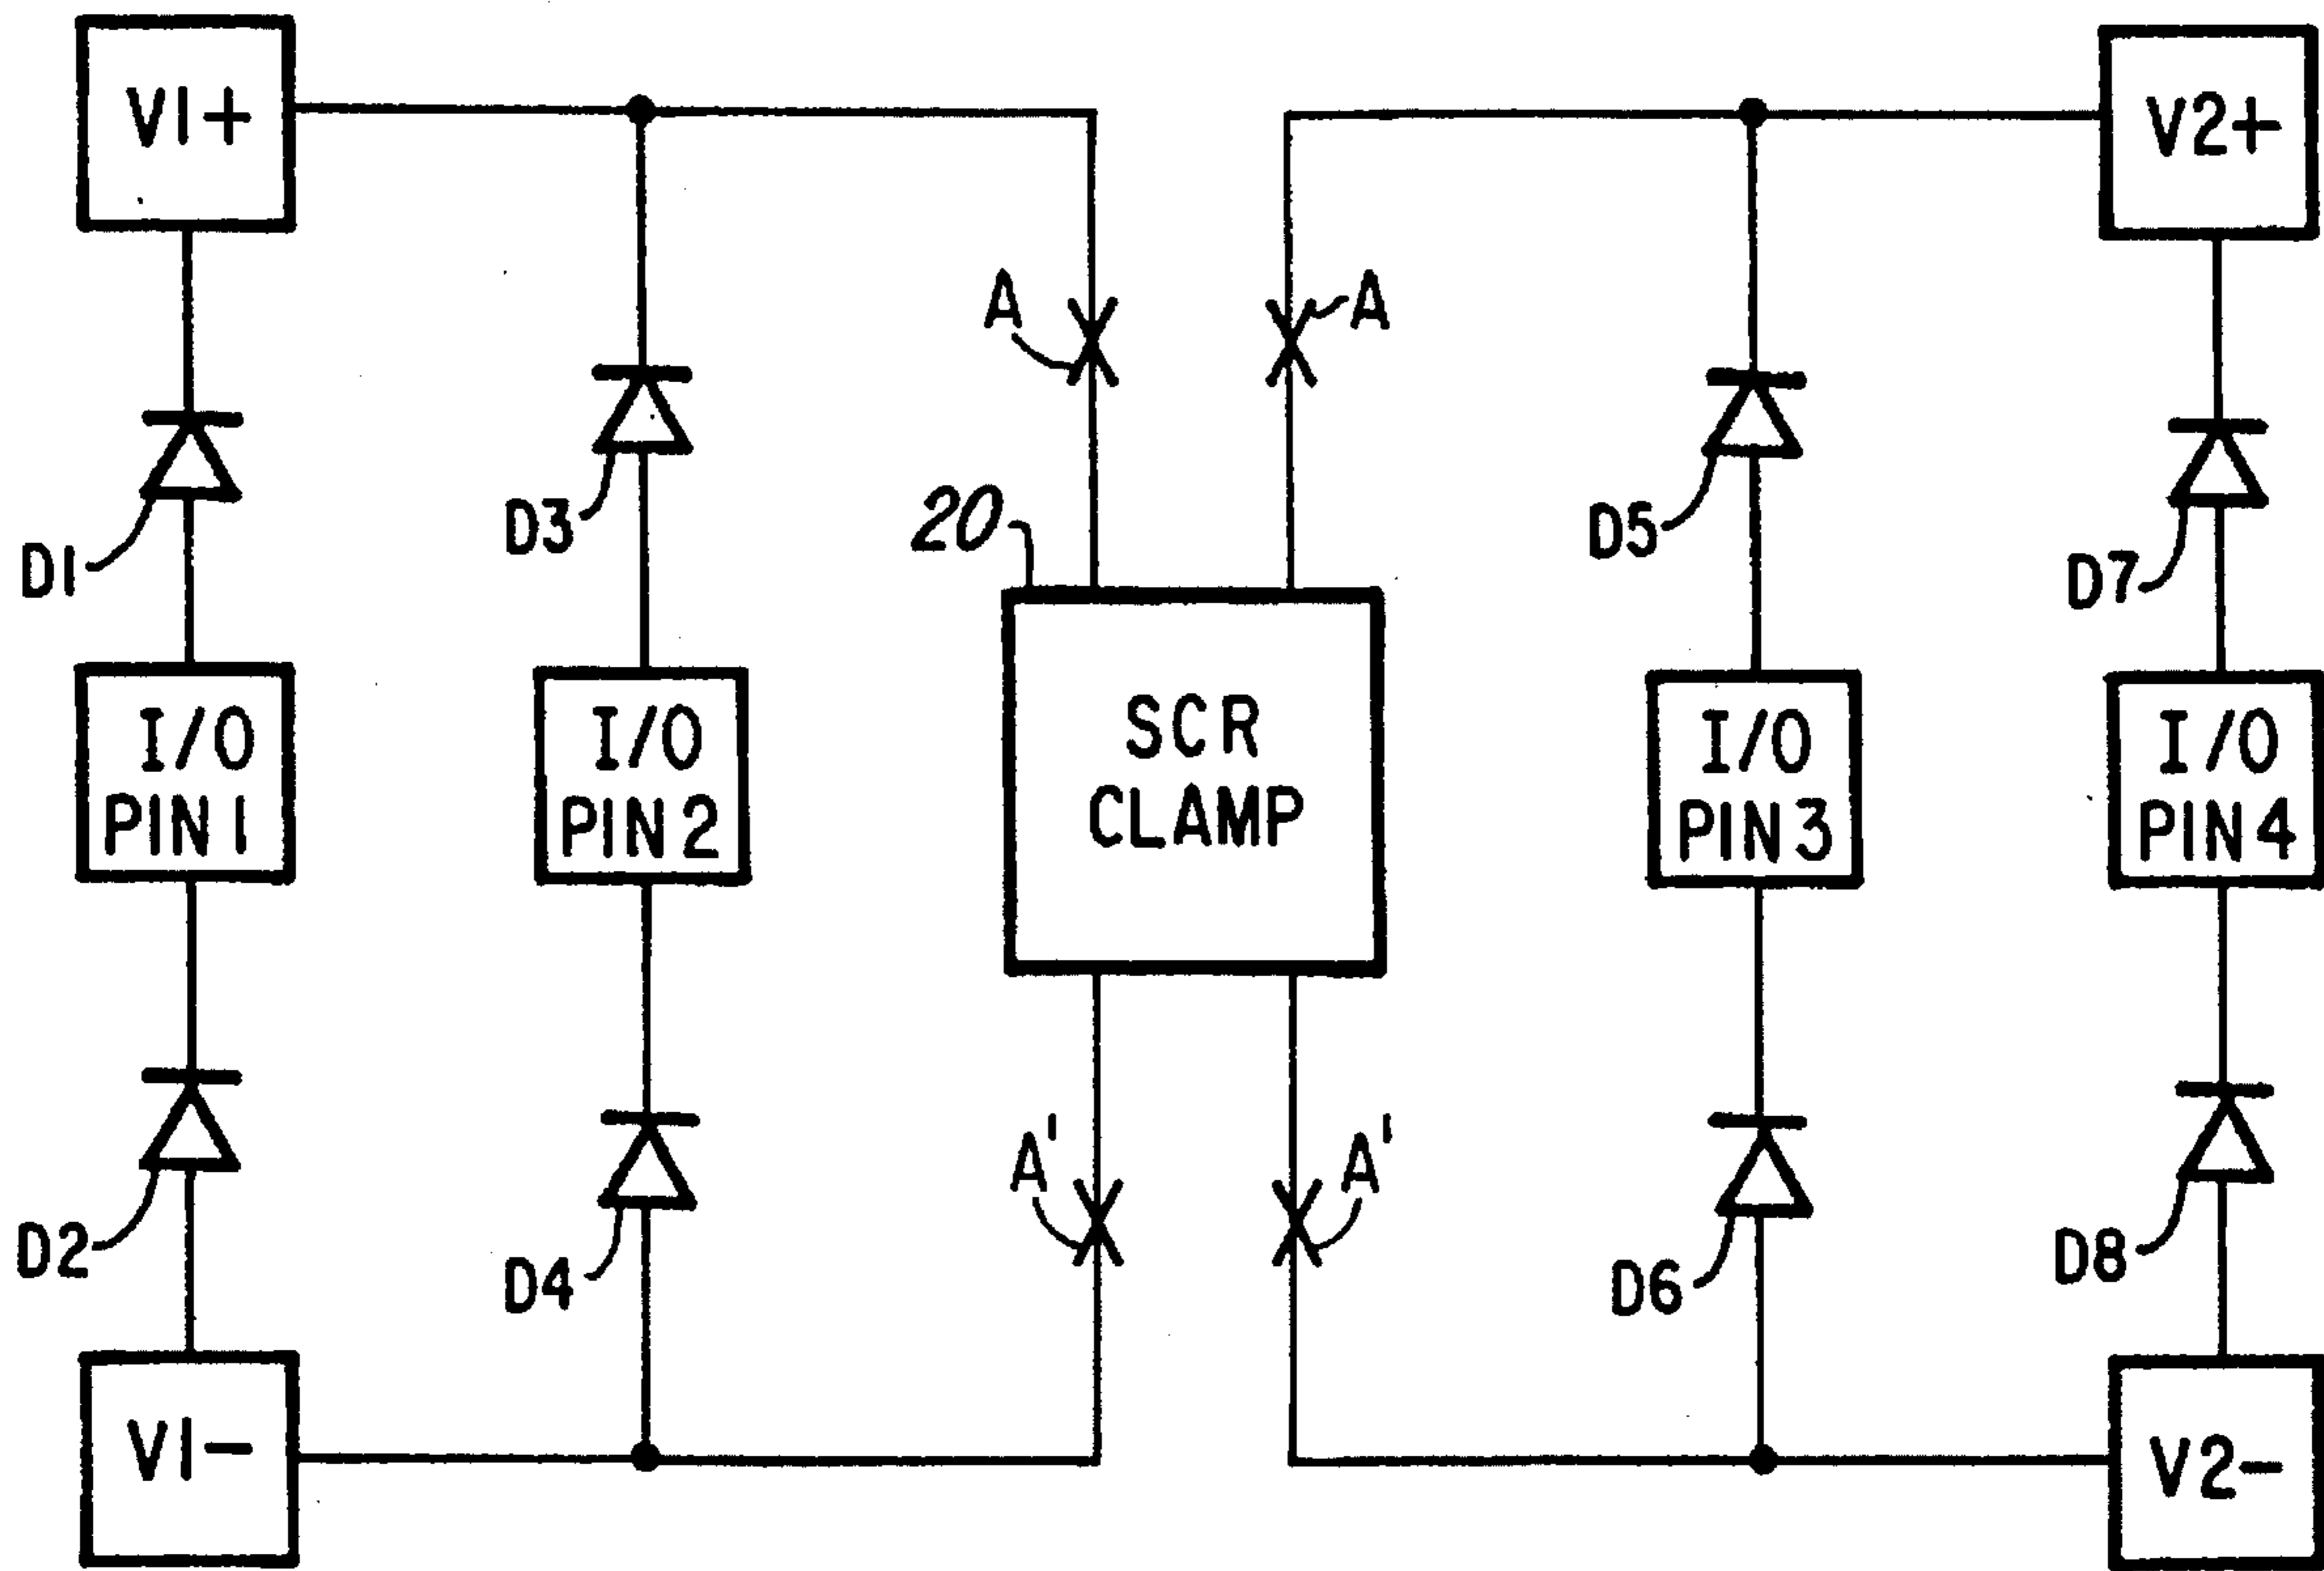 V1+
V2+
A
A
D1
D3
20
D5
D7
I/O
PIN 1
I/O
PIN 2
SCR
CLAMP
I/O
PIN 3
I/O
PIN 4
A'
A'
D2
D4
D6
D8
V1-
V2-